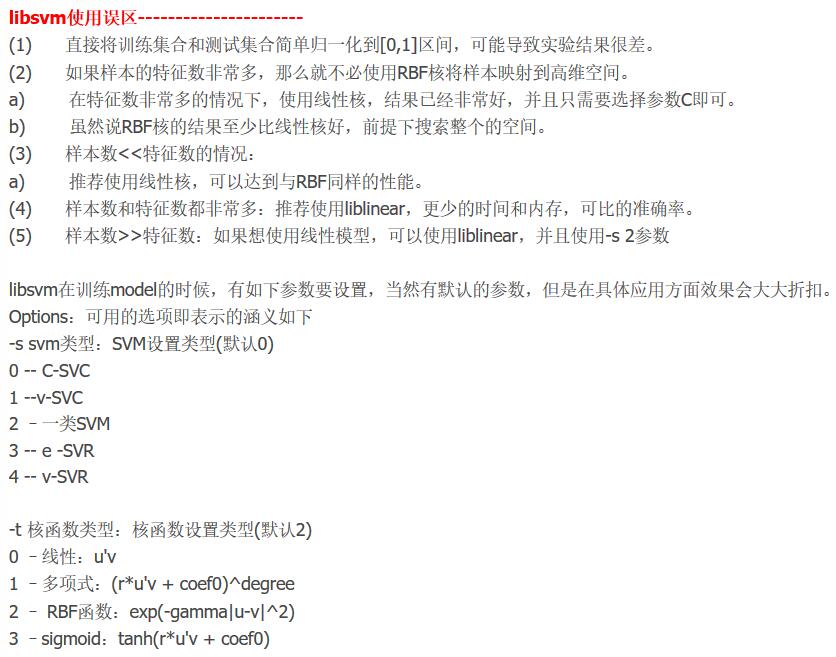 libsvm使用误区----------------------
(1) 直接将训练集合和测试集合简单归一化到[0,1]区间，可能导致实验结果很差。
(2) 如果样本的特征数非常多，那么就不必使用RBF核将样本映射到高维空间。
a) 在特征数非常多的情况下，使用线性核，结果已经非常好，并且只需要选择参数C即可。
b) 虽然说RBF核的结果至少比线性核好，前提下搜索整个的空间。
(3) 样本数<<特征数的情况：
a) 推荐使用线性核，可以达到与RBF同样的性能。
(4) 样本数和特征数都非常多：推荐使用liblinear，更少的时间和内存，可比的准确率。
(5) 样本数>>特征数：如果想使用线性模型，可以使用liblinear，并且使用-s 2参数
libsvm在训练model的时候，有如下参数要设置，当然有默认的参数，但是在具体应用方面效果会大大折扣。
Options：可用的选项即表示的涵义如下
-s svm类型：SVM设置类型(默认0)
0 -- C-SVC
1 --v-SVC
2 – 一类SVM
3 -- e -SVR
4 -- v-SVR
-t 核函数类型：核函数设置类型(默认2)
0 – 线性：u'v
1 – 多项式：(r*u'v + coef0)^degree
2 – RBF函数：exp(-gamma|u-v|^2)
3 – sigmoid：tanh(r*u'v + coef0)